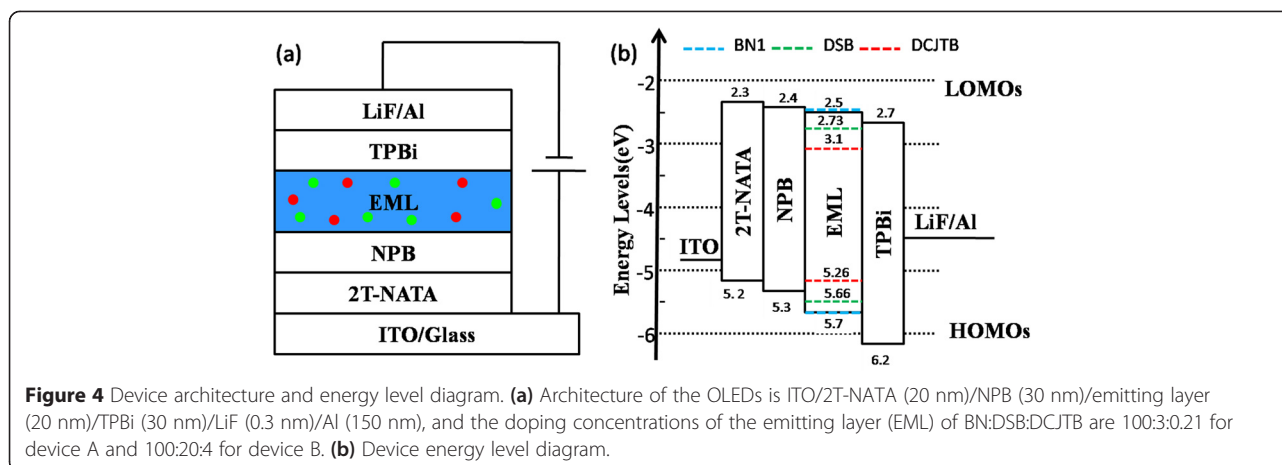 (a)
LiF/Al
TPBi
EML
NPB
2T-NATA
ITO/Glass
(b)
BN1 DSB DCJTB
Energy Levels(eV)
-2
-3
-4
-5
-6
LOMOs
2.3
2.4
2.5
2.73
3.1
2.7
ITO
2T-NATA
NPB
EML
TPBi
LiF/Al
5.2
5.3
5.26
5.66
5.7
6.2
HOMOs
Figure 4 Device architecture and energy level diagram. (a) Architecture of the OLEDs is ITO/2T-NATA (20 nm)/NPB (30 nm)/emitting layer
(20 nm)/TPBi (30 nm)/LiF (0.3 nm)/Al (150 nm), and the doping concentrations of the emitting layer (EML) of BN:DSB:DCJTB are 100:3:0.21 for
device A and 100:20:4 for device B. (b) Device energy level diagram.